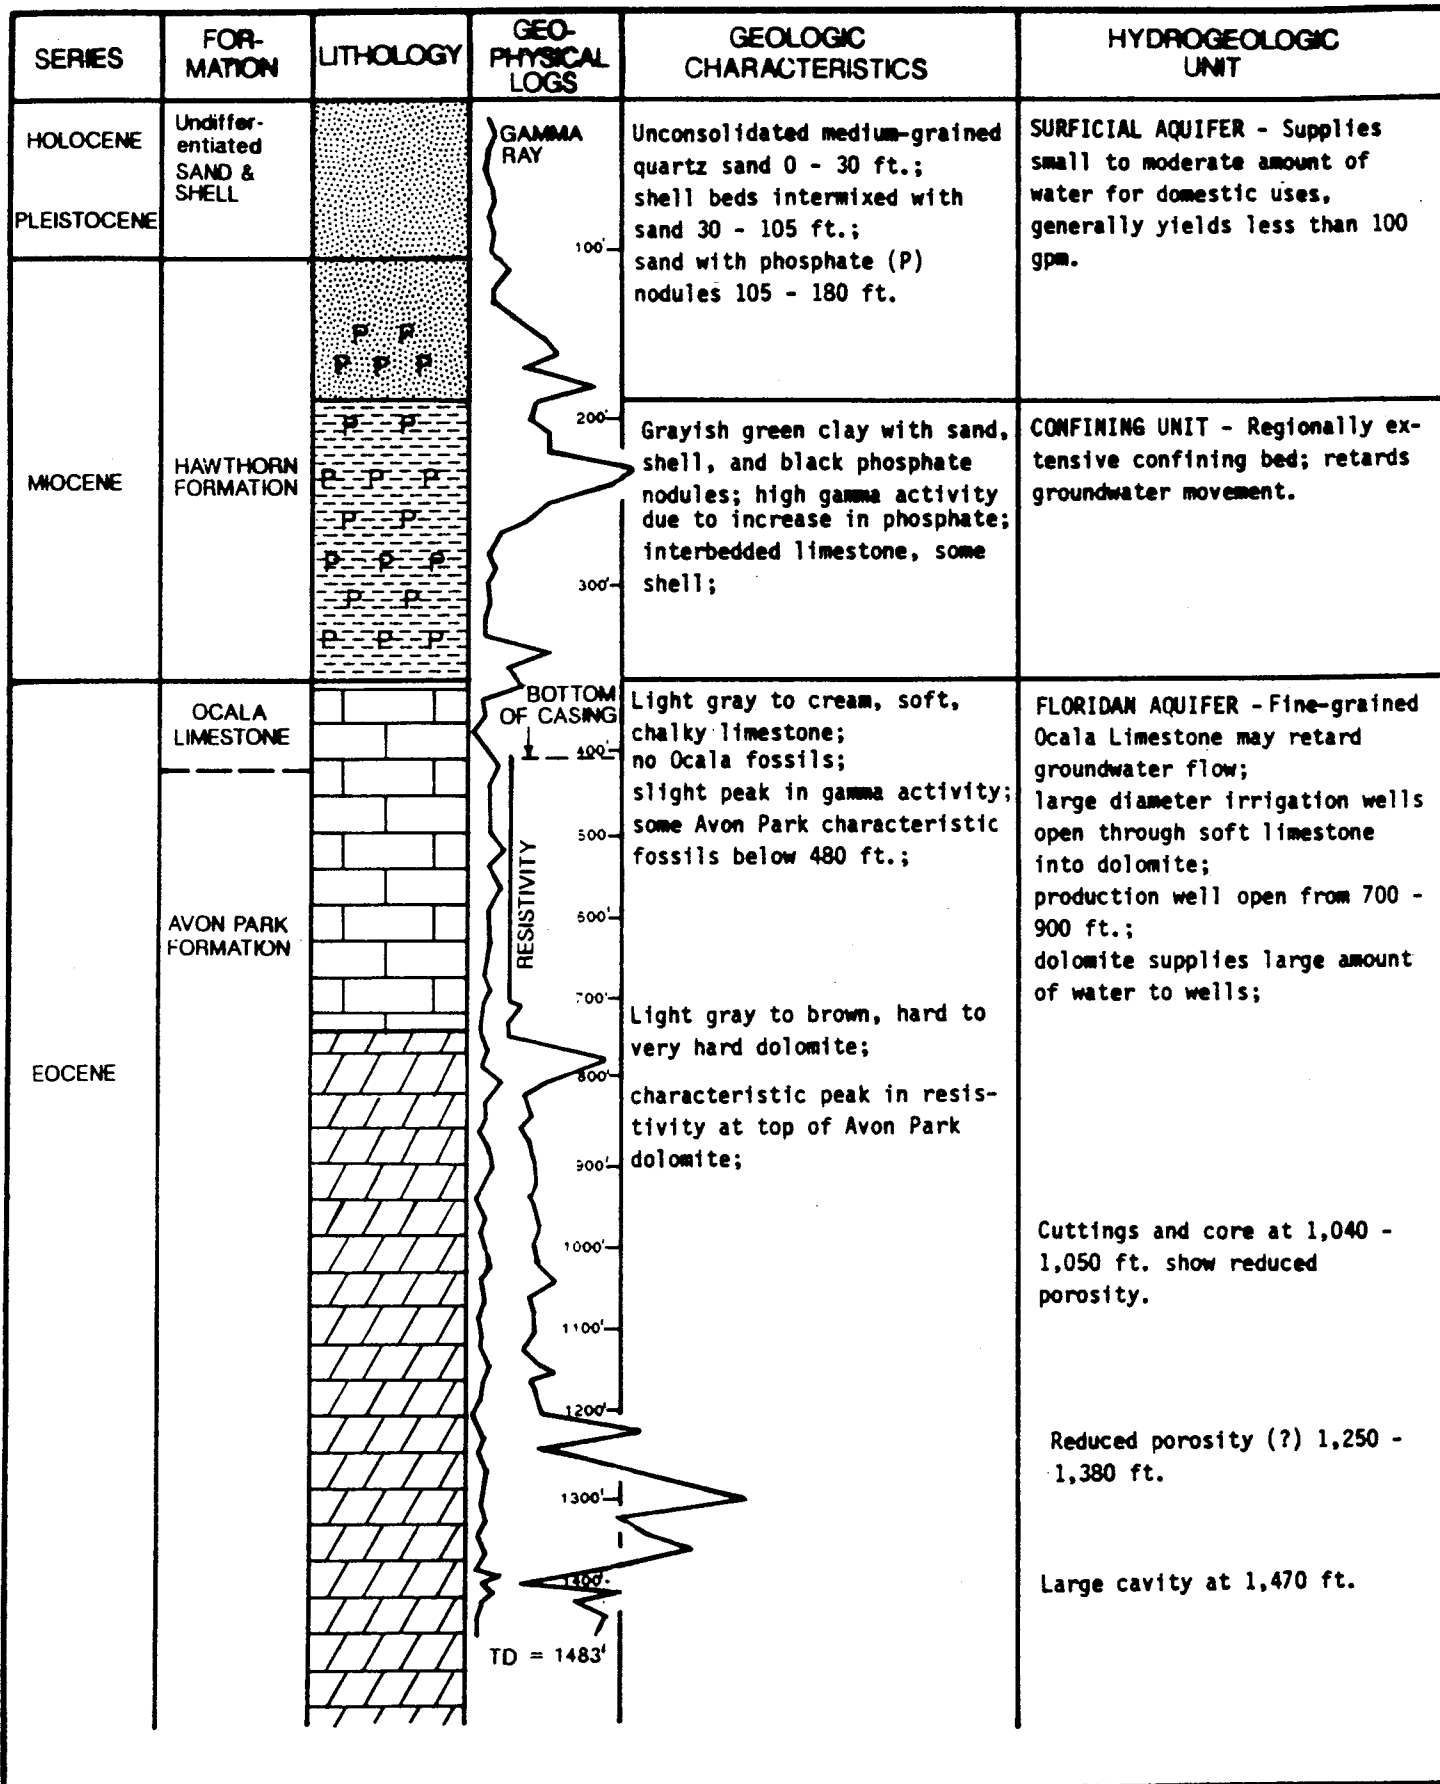 SERIES
FOR-
MATION
LITHOLOGY
GEO-
PHYSICAL
LOGS
GEOLOGIC
CHARACTERISTICS
HYDROGEOLOGIC
UNIT
HOLOCENE
PLEISTOCENE
Undiffer-
entiated
SAND &
SHELL
GAMMA
RAY
100'
Unconsolidated medium-grained
quartz sand 0 - 30 ft.;
shell beds intermixed with
sand 30 - 105 ft.;
sand with phosphate (P)
nodules 105 - 180 ft.
SURFICIAL AQUIFER - Supplies
small to moderate amount of
water for domestic uses,
generally yields less than 100
gpm.
MIOCENE
HAWTHORN
FORMATION
P P
P P P
P P
P P P
P P
P P P
P P
P P P
200'
300'
Grayish green clay with sand,
shell, and black phosphate
nodules; high gamma activity
due to increase in phosphate;
interbedded limestone, some
shell;
CONFINING UNIT - Regionally ex-
tensive confining bed; retards
groundwater movement.
EOCENE
OCALA
LIMESTONE
AVON PARK
FORMATION
BOTTOM
OF CASING
400'
RESISTIVITY
500'
600'
700'
800'
900'
1000'
1100'
1200'
1300'
1400'
TD = 1483'
Light gray to cream, soft,
chalky limestone;
no Ocala fossils;
slight peak in gamma activity;
some Avon Park characteristic
fossils below 480 ft.;
Light gray to brown, hard to
very hard dolomite;
characteristic peak in resis-
tivity at top of Avon Park
dolomite;
FLORIDAN AQUIFER - Fine-grained
Ocala Limestone may retard
groundwater flow;
large diameter irrigation wells
open through soft limestone
into dolomite;
production well open from 700 -
900 ft.;
dolomite supplies large amount
of water to wells;
Cuttings and core at 1,040 -
1,050 ft. show reduced
porosity.
Reduced porosity (?) 1,250 -
1,380 ft.
Large cavity at 1,470 ft.